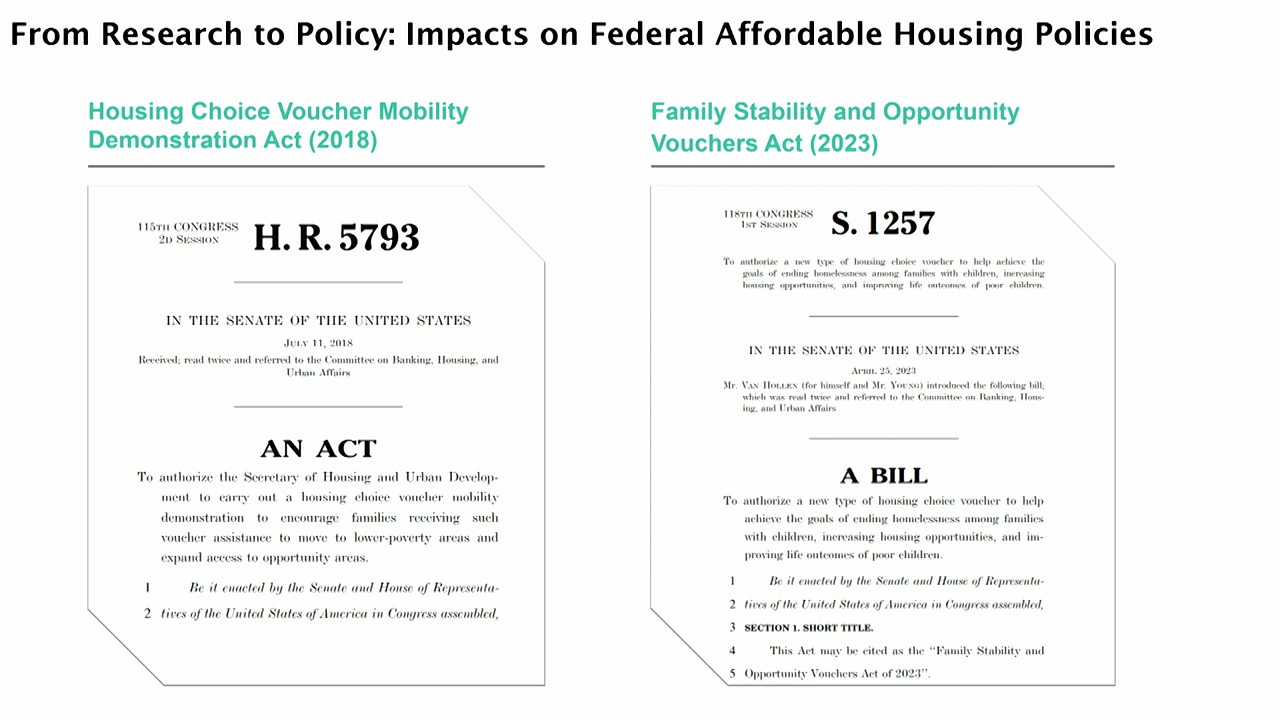 From Research to Policy: Impacts on Federal Affordable Housing Policies
Housing Choice Voucher Mobility
Demonstration Act (2018)
115TH CONGRESS
2D SESSION
H. R. 5793
IN THE SENATE OF THE UNITED STATES
JULY 11, 2018
Received; read twice and referred to the Committee on Banking, Housing, and
Urban Affairs
AN ACT
To authorize the Secretary of Housing and Urban Develop-
ment to carry out a housing choice voucher mobility
demonstration to encourage families receiving such
voucher assistance to move to lower-poverty areas and
expand access to opportunity areas.
1 Be it enacted by the Senate and House of Representa-
2 tives of the United States of America in Congress assembled,
Family Stability and Opportunity
Vouchers Act (2023)
118TH CONGRESS
1ST SESSION
S. 1257
To authorize a new type of housing choice voucher to help achieve the
goals of ending homelessness among families with children, increasing
housing opportunities, and improving life outcomes of poor children.
IN THE SENATE OF THE UNITED STATES
APRIL 25, 2023
Mr. VAN HOLLEN (for himself and Mr. YOUNG) introduced the following bill;
which was read twice and referred to the Committee on Banking, Hous-
ing, and Urban Affairs
A BILL
To authorize a new type of housing choice voucher to help
achieve the goals of ending homelessness among families
with children, increasing housing opportunities, and im-
proving life outcomes of poor children.
1 Be it enacted by the Senate and House of Representa-
2 tives of the United States of America in Congress assembled,
3 SECTION 1. SHORT TITLE.
4 This Act may be cited as the “Family Stability and
5 Opportunity Vouchers Act of 2023”.